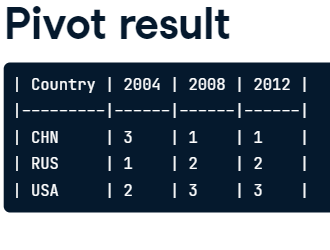 Pivot result
| Country | 2004 | 2008 | 2012 |
|---------|------|------|------|
| CHN     | 3    | 1    | 1    |
| RUS     | 1    | 2    | 2    |
| USA     | 2    | 3    | 3    |